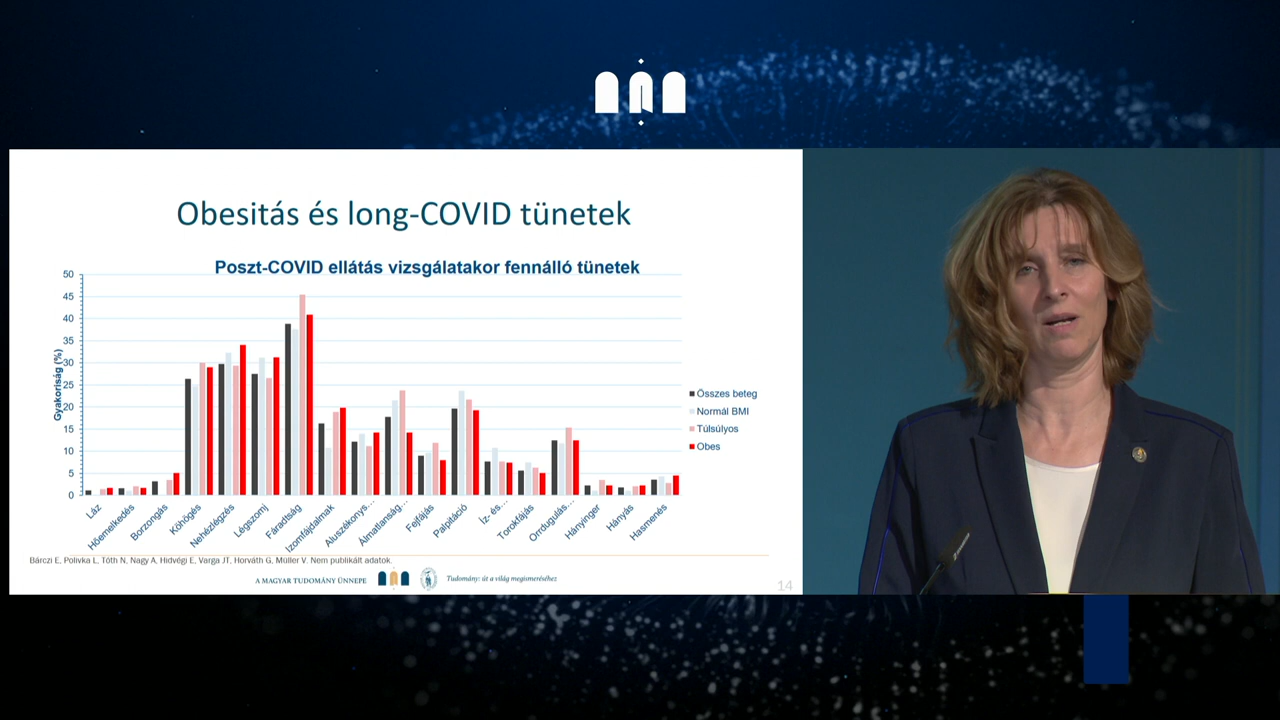 Obesitás és long-COVID tünetek
Poszt-COVID ellátás vizsgálatakor fennálló tünetek
Gyakoriság (%)
50
45
40
35
30
25
20
15
10
5
0
Láz
Hőemelkedés
Borzongás
Köhögés
Nehézlégzés
Légszomj
Fáradtság
Izomfájdalmak
Aluszékonys...
Álmatlanság...
Fejfájás
Palpitáció
Íz- és...
Torokfájás
Orrdugulás...
Hányinger
Hányás
Hasmenés
Összes beteg
Normál BMI
Túlsúlyos
Obes
Bárczi E, Polivka L, Tóth N, Nagy A, Hidvégi E, Varga JT, Horváth G, Müller V. Nem publikált adatok.
A MAGYAR TUDOMÁNY ÜNNEPE
Tudomány: út a világ megismeréséhez
14